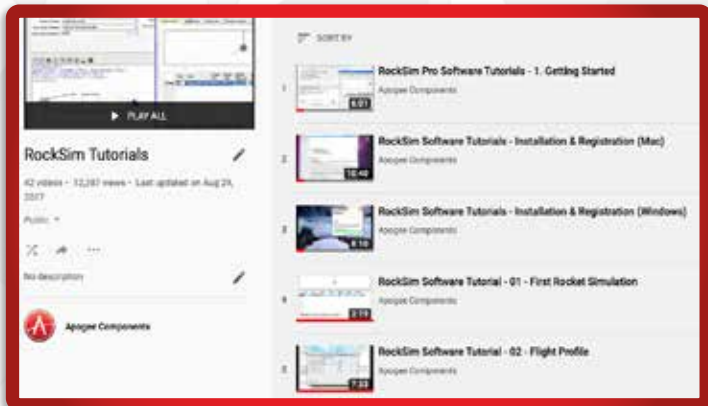 PLAY ALL
RockSim Tutorials
42 videos • 12,287 views • Last updated on Aug 29,
2017
Public
No description
Apogee Components
SORT BY
1
RockSim Pro Software Tutorials - 1. Getting Started
Apogee Components
6:01
2
RockSim Software Tutorials - Installation & Registration (Mac)
Apogee Components
10:40
3
RockSim Software Tutorials - Installation & Registration (Windows)
Apogee Components
8:10
4
RockSim Software Tutorial - 01 - First Rocket Simulation
Apogee Components
3:19
5
RockSim Software Tutorial - 02 - Flight Profile
Apogee Components
7:33